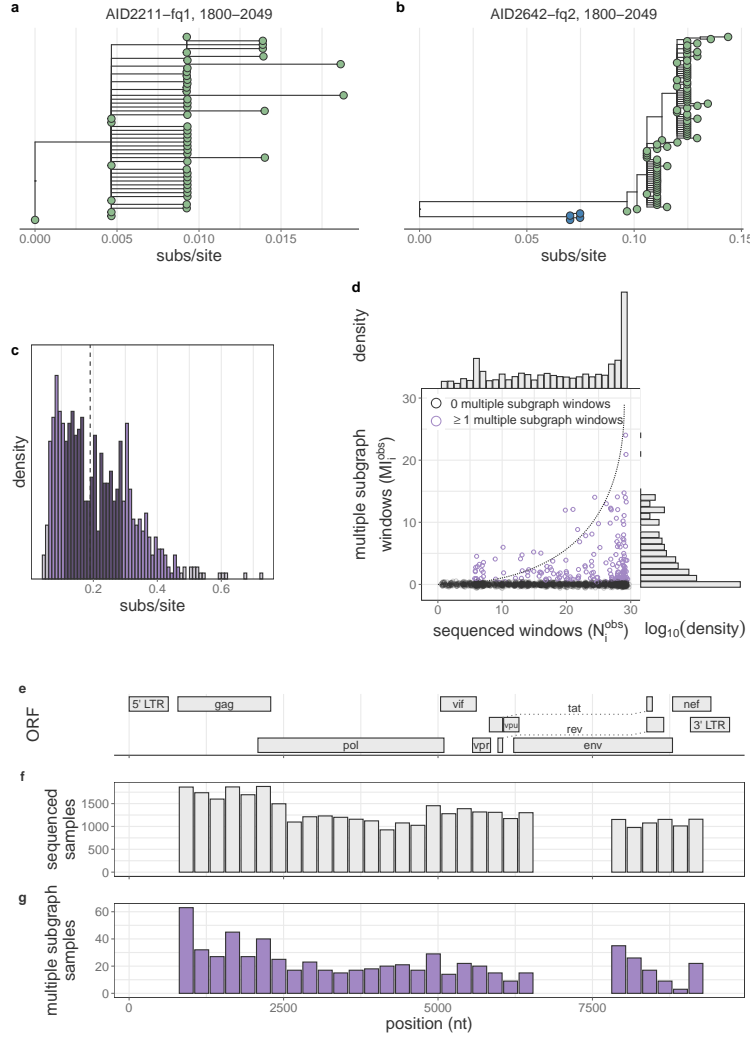 a
AID2211−fq1, 1800−2049
0.000 0.005 0.010 0.015
subs/site
b
AID2642−fq2, 1800−2049
0.00 0.05 0.10 0.15
subs/site
c
density
0.2 0.4 0.6
subs/site
d
density
0 multiple subgraph windows
≥ 1 multiple subgraph windows
multiple subgraph
windows (MI_i^obs)
30
20
10
0
0 10 20 30
sequenced windows (N_i^obs)
log10(density)
e
ORF
5' LTR gag vif tat nef
vpu rev 3' LTR
pol vpr env
f
sequenced
samples
1500
1000
500
0
g
multiple subgraph
samples
60
40
20
0
0 2500 5000 7500
position (nt)